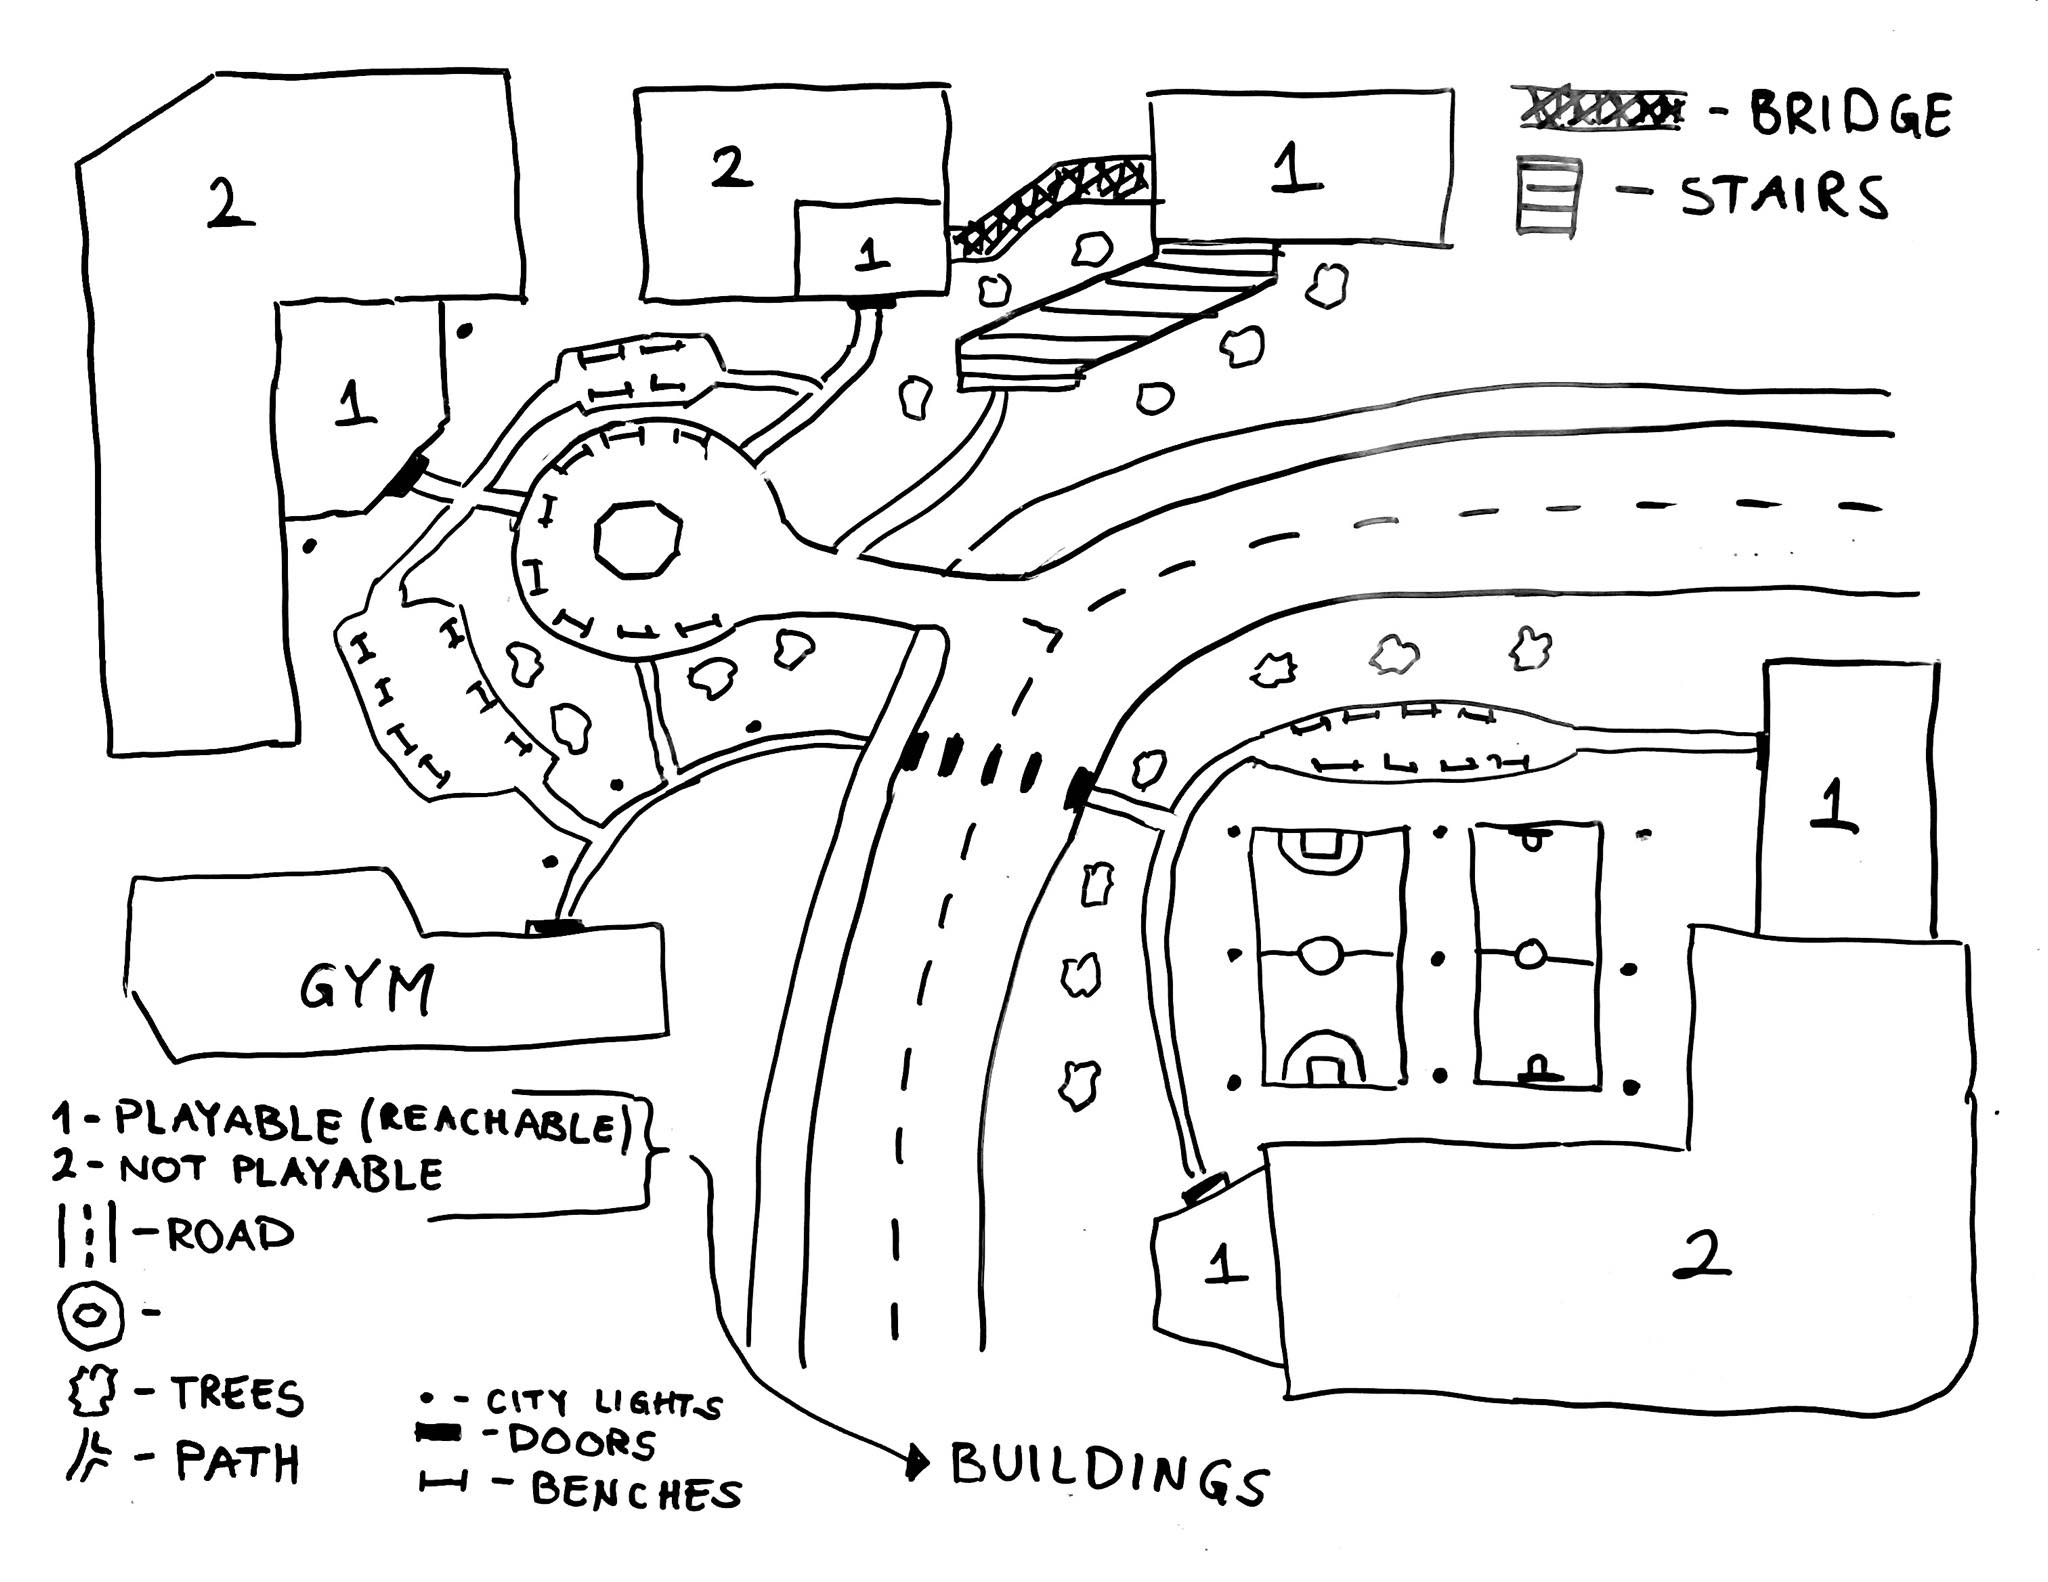 2
2
1
- BRIDGE
- STAIRS
1
1
1
GYM
1 - PLAYABLE (REACHABLE)
2 - NOT PLAYABLE
- ROAD
-
- TREES
- PATH
- CITY LIGHTS
- DOORS
- BENCHES
BUILDINGS
1
2